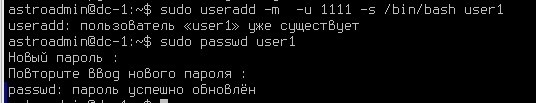 astroadmin@dc-1:~$ sudo useradd -m  -u 1111 -s /bin/bash user1
useradd: пользователь «user1» уже существует
astroadmin@dc-1:~$ sudo passwd user1
Новый пароль :
Повторите ввод нового пароля :
passwd: пароль успешно обновлён
astroadmin@dc-1:~$